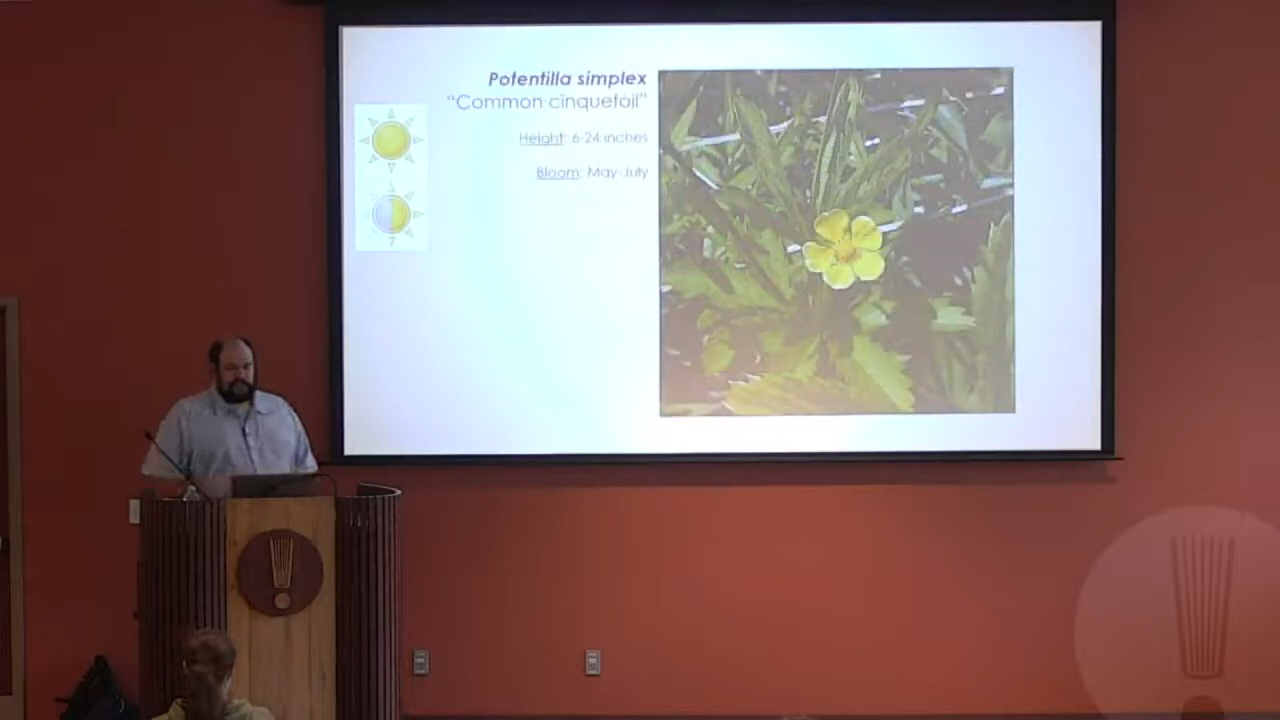 Potentilla simplex
“Common cinquefoil”
Height: 6-24 inches
Bloom: May-July